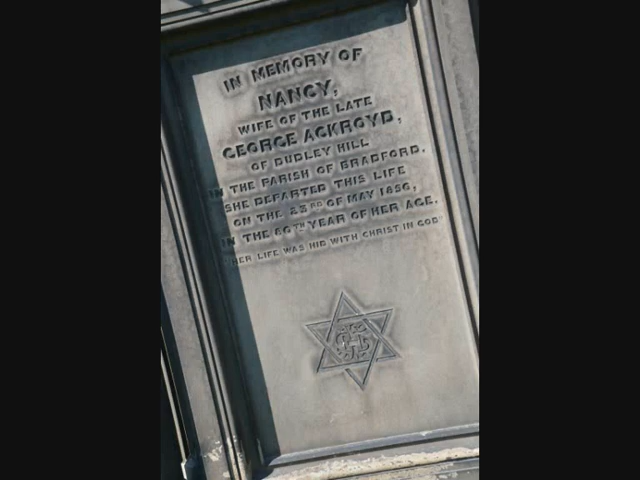 IN MEMORY OF
NANCY,
WIFE OF THE LATE
GEORGE ACKROYD,
OF DUDLEY HILL
IN THE PARISH OF BRADFORD.
SHE DEPARTED THIS LIFE
ON THE 23RD OF MAY 1856,
IN THE 80TH YEAR OF HER AGE.
"HER LIFE WAS HID WITH CHRIST IN GOD"
IHS